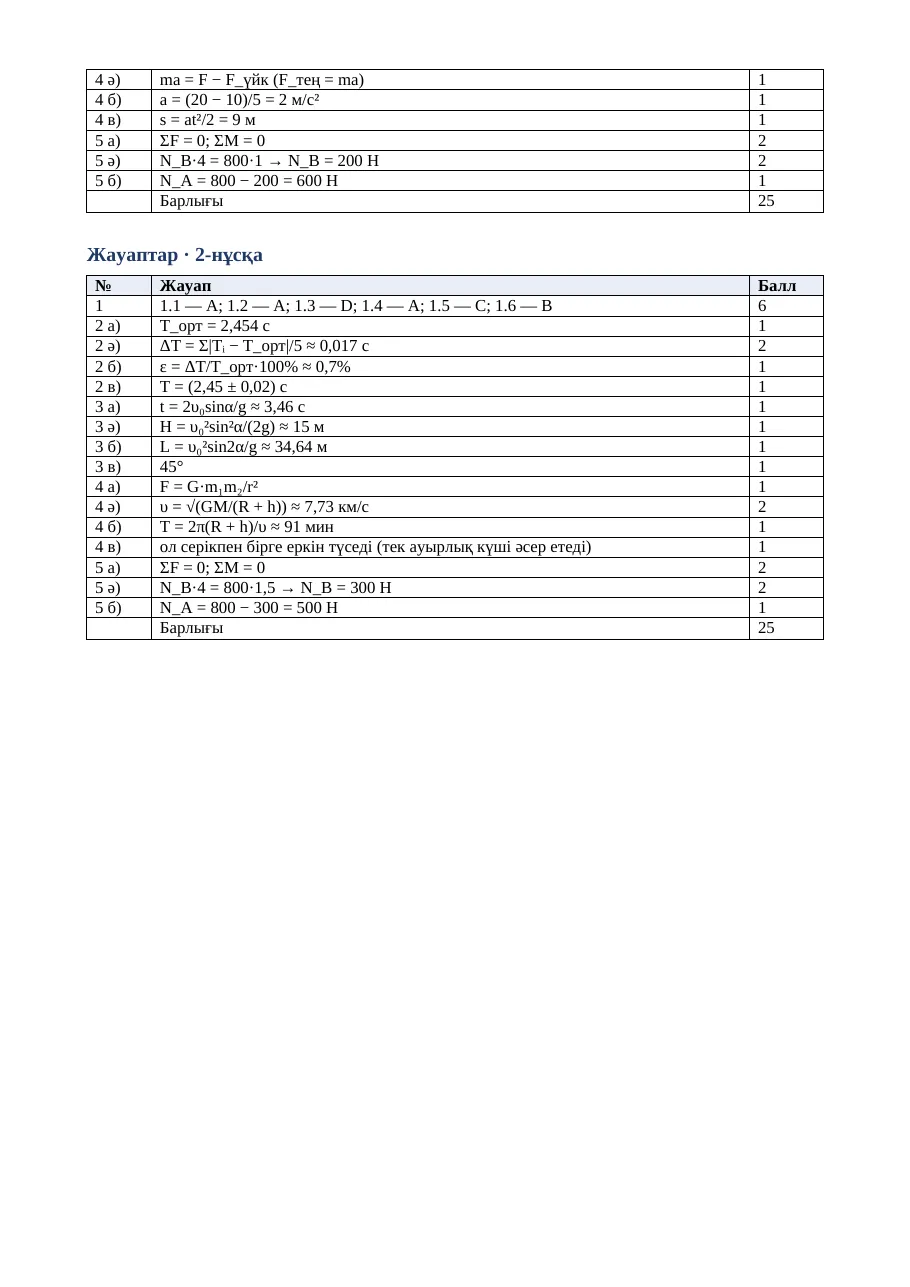 4 ә) ma = F − F_үйк (F_тең = ma) 1
4 б) a = (20 − 10)/5 = 2 м/с² 1
4 в) s = at²/2 = 9 м 1
5 а) ΣF = 0; ΣM = 0 2
5 ә) N_B·4 = 800·1 → N_B = 200 Н 2
5 б) N_A = 800 − 200 = 600 Н 1
Барлығы 25
Жауаптар · 2-нұсқа
№ Жауап Балл
1 1.1 — A; 1.2 — A; 1.3 — D; 1.4 — A; 1.5 — C; 1.6 — B 6
2 а) T_орт = 2,454 с 1
2 ә) ΔT = Σ|Tᵢ − T_орт|/5 ≈ 0,017 с 2
2 б) ε = ΔT/T_орт·100% ≈ 0,7% 1
2 в) T = (2,45 ± 0,02) с 1
3 а) t = 2υ₀sinα/g ≈ 3,46 с 1
3 ә) H = υ₀²sin²α/(2g) ≈ 15 м 1
3 б) L = υ₀²sin2α/g ≈ 34,64 м 1
3 в) 45° 1
4 а) F = G·m₁m₂/r² 1
4 ә) υ = √(GM/(R + h)) ≈ 7,73 км/с 2
4 б) T = 2π(R + h)/υ ≈ 91 мин 1
4 в) ол серікпен бірге еркін түседі (тек ауырлық күші әсер етеді) 1
5 а) ΣF = 0; ΣM = 0 2
5 ә) N_B·4 = 800·1,5 → N_B = 300 Н 2
5 б) N_A = 800 − 300 = 500 Н 1
Барлығы 25